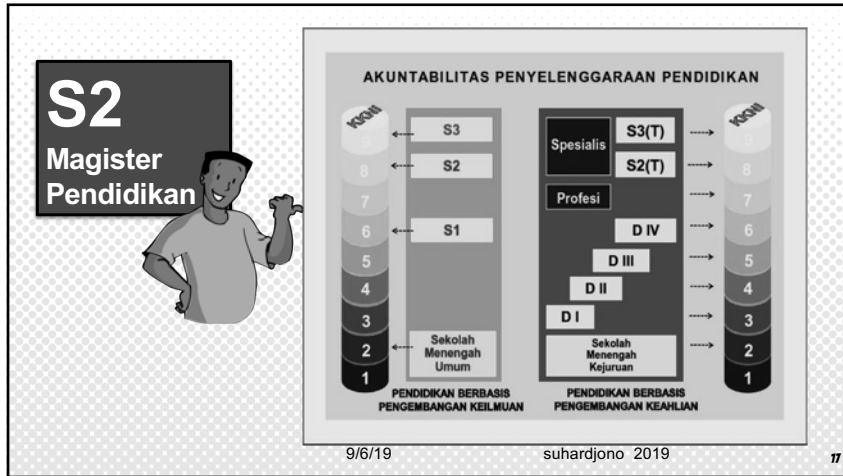 S2
Magister
Pendidikan
AKUNTABILITAS PENYELENGGARAAN PENDIDIKAN
KKNI
9
8
7
6
5
4
3
2
1
S3
S2
S1
Sekolah
Menengah
Umum
PENDIDIKAN BERBASIS
PENGEMBANGAN KEILMUAN
Spesialis
S3(T)
S2(T)
Profesi
D IV
D III
D II
D I
Sekolah
Menengah
Kejuruan
PENDIDIKAN BERBASIS
PENGEMBANGAN KEAHLIAN
KKNI
9
8
7
6
5
4
3
2
1
9/6/19
suhardjono 2019
17